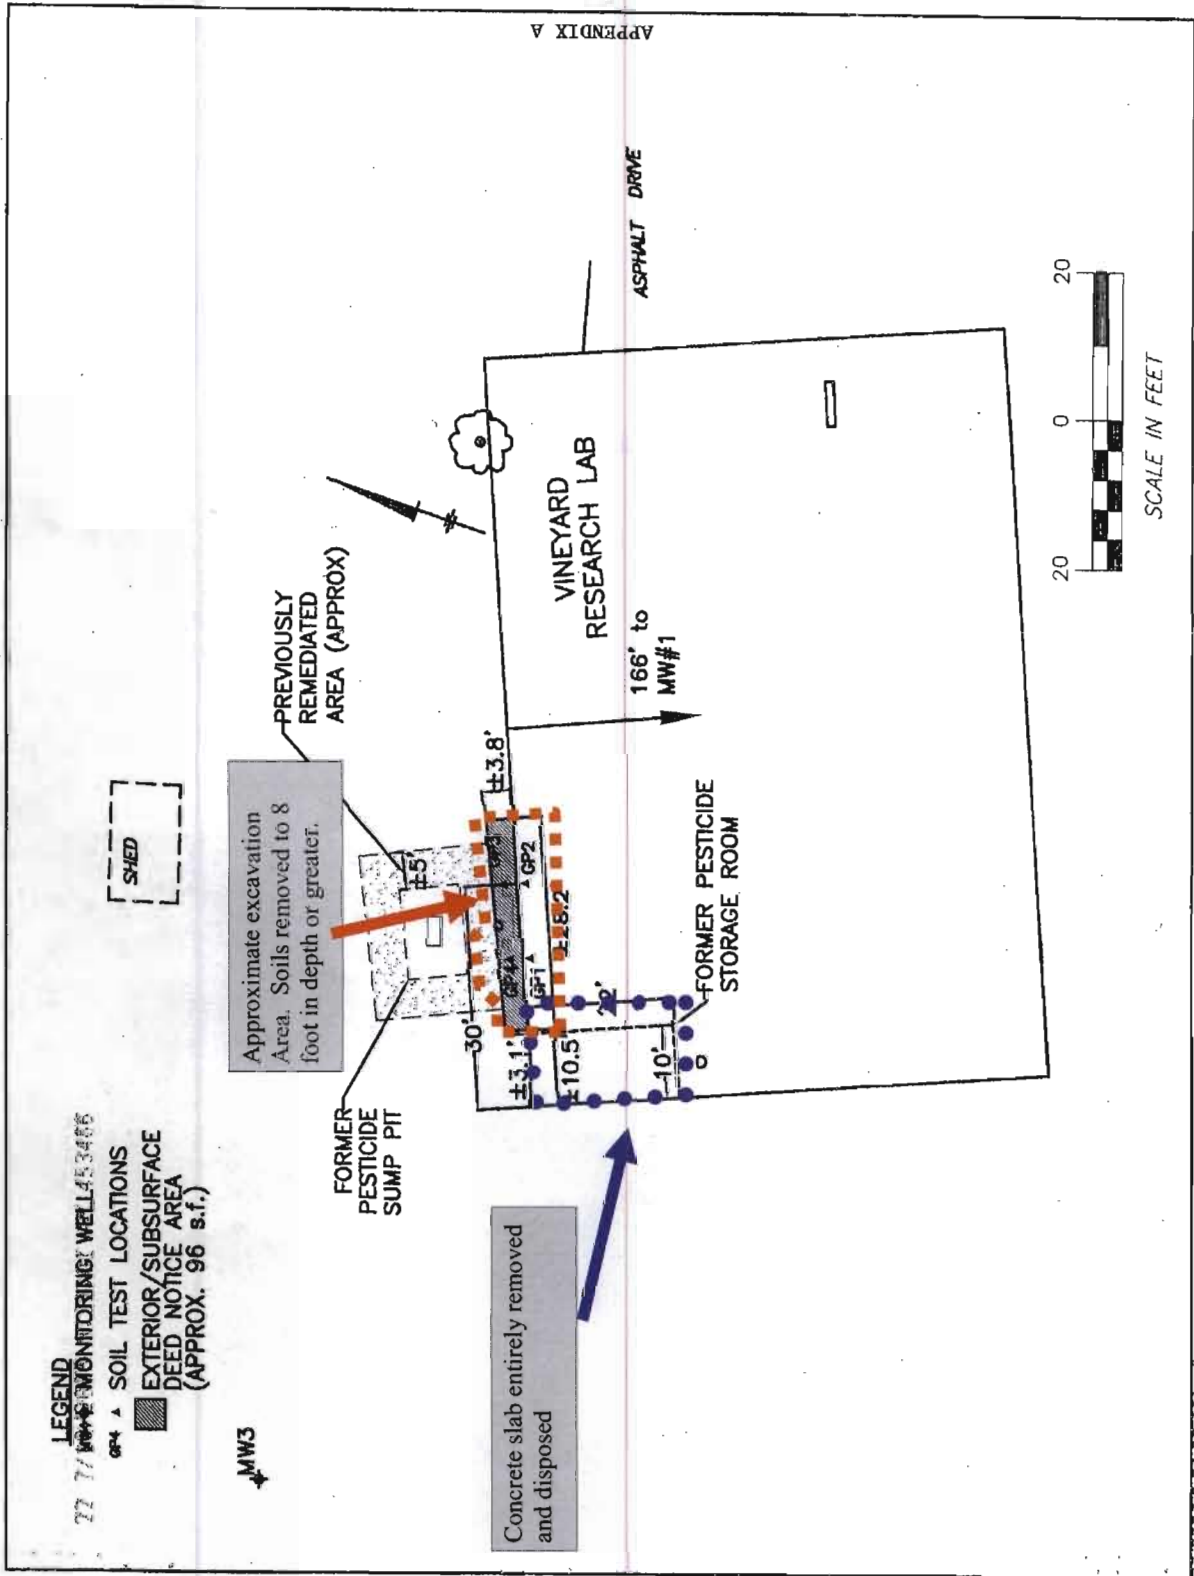 APPENDIX A
LEGEND
MONITORING WELL
GP4 SOIL TEST LOCATIONS
EXTERIOR/SUBSURFACE
DEED NOTICE AREA
(APPROX. 96 s.f.)
MW3
SHED
Approximate excavation
Area. Soils removed to 8
foot in depth or greater.
PREVIOUSLY
REMEDIATED
AREA (APPROX)
FORMER
PESTICIDE
SUMP PIT
±5'
30'
±3.8'
±3.1'
GP3
GP4
GP1
GP2
±28.2
±10.5'
10'
Concrete slab entirely removed
and disposed
FORMER PESTICIDE
STORAGE ROOM
166' to
MW#1
VINEYARD
RESEARCH LAB
ASPHALT DRIVE
20 0 20
SCALE IN FEET